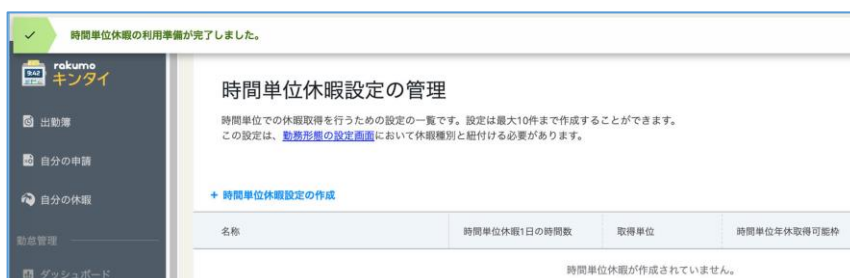 時間単位休暇の利用準備が完了しました。
rakumo
キンタイ
出勤簿
自分の申請
自分の休暇
勤怠管理
ダッシュボード
時間単位休暇設定の管理
時間単位での休暇取得を行うための設定の一覧です。設定は最大10件まで作成することができます。
この設定は、勤務形態の設定画面において休暇種別と紐付ける必要があります。
+ 時間単位休暇設定の作成
名称 時間単位休暇1日の時間数 取得単位 時間単位年休取得可能枠
時間単位休暇が作成されていません。